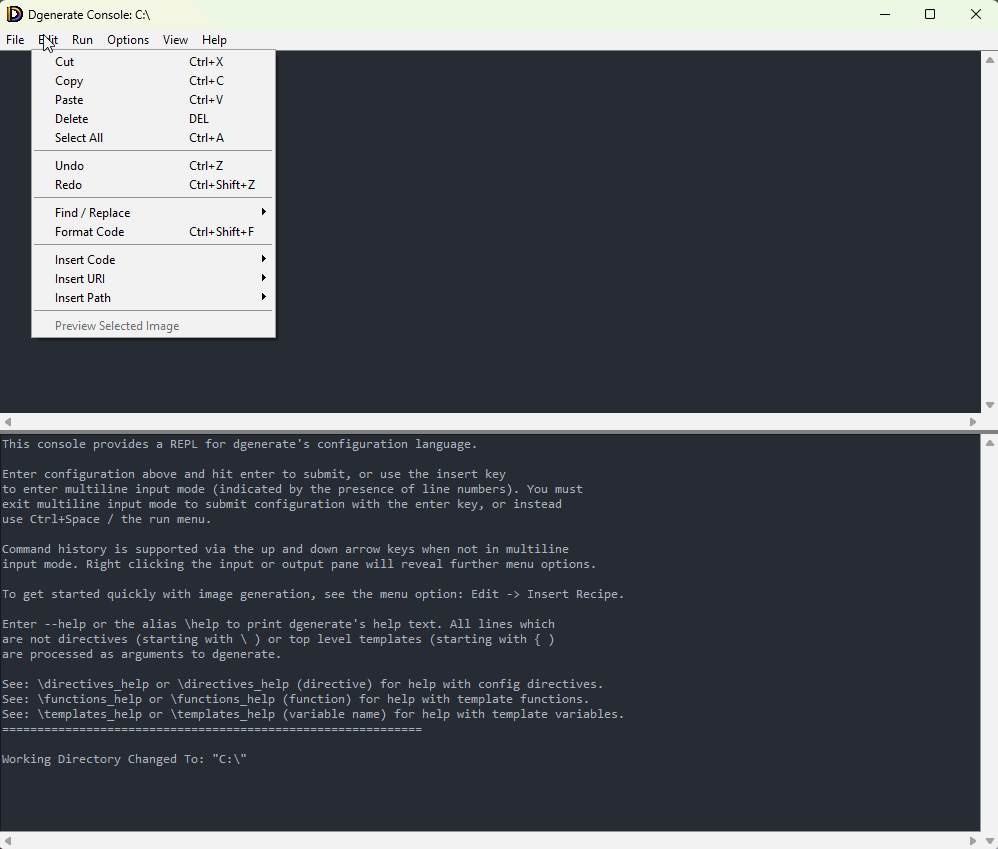 Dgenerate Console: C:\
File Edit Run Options View Help
Cut Ctrl+X
Copy Ctrl+C
Paste Ctrl+V
Delete DEL
Select All Ctrl+A
Undo Ctrl+Z
Redo Ctrl+Shift+Z
Find / Replace
Format Code Ctrl+Shift+F
Insert Code
Insert URI
Insert Path
Preview Selected Image
This console provides a REPL for dgenerate's configuration language.
Enter configuration above and hit enter to submit, or use the insert key
to enter multiline input mode (indicated by the presence of line numbers). You must
exit multiline input mode to submit configuration with the enter key, or instead
use Ctrl+Space / the run menu.
Command history is supported via the up and down arrow keys when not in multiline
input mode. Right clicking the input or output pane will reveal further menu options.
To get started quickly with image generation, see the menu option: Edit -> Insert Recipe.
Enter --help or the alias \help to print dgenerate's help text. All lines which
are not directives (starting with \ ) or top level templates (starting with { )
are processed as arguments to dgenerate.
See: \directives_help or \directives_help (directive) for help with config directives.
See: \functions_help or \functions_help (function) for help with template functions.
See: \templates_help or \templates_help (variable name) for help with template variables.
============================================================
Working Directory Changed To: "C:\"